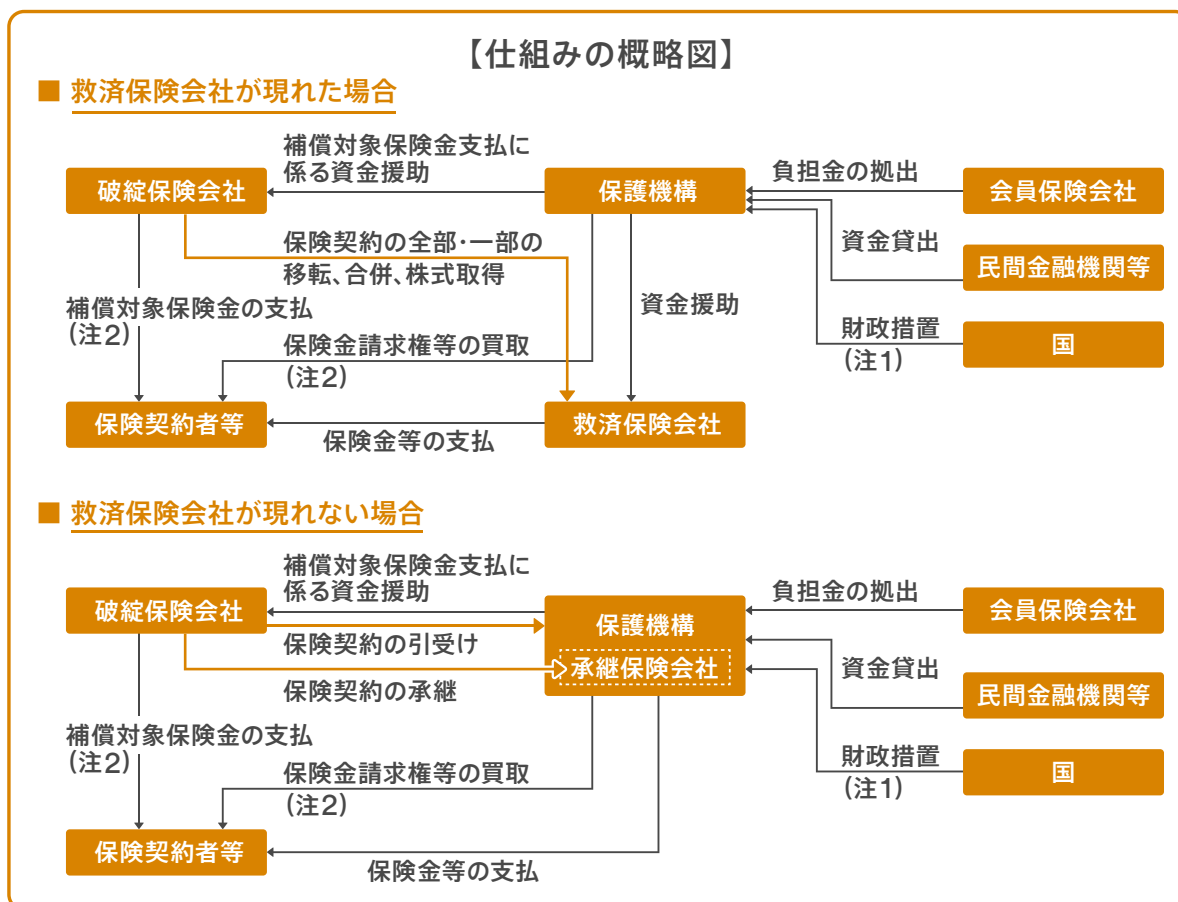 【仕組みの概略図】
■ 救済保険会社が現れた場合
補償対象保険金支払に
係る資金援助
破綻保険会社
保護機構
負担金の拠出
会員保険会社
保険契約の全部・一部の
移転、合併、株式取得
資金貸出
民間金融機関等
補償対象保険金の支払
(注2)
資金援助
財政措置
(注1)
国
保険金請求権等の買取
(注2)
保険契約者等
保険金等の支払
救済保険会社
■ 救済保険会社が現れない場合
補償対象保険金支払に
係る資金援助
破綻保険会社
保護機構
負担金の拠出
会員保険会社
保険契約の引受け
承継保険会社
資金貸出
保険契約の承継
民間金融機関等
補償対象保険金の支払
(注2)
財政措置
(注1)
国
保険金請求権等の買取
(注2)
保険契約者等
保険金等の支払